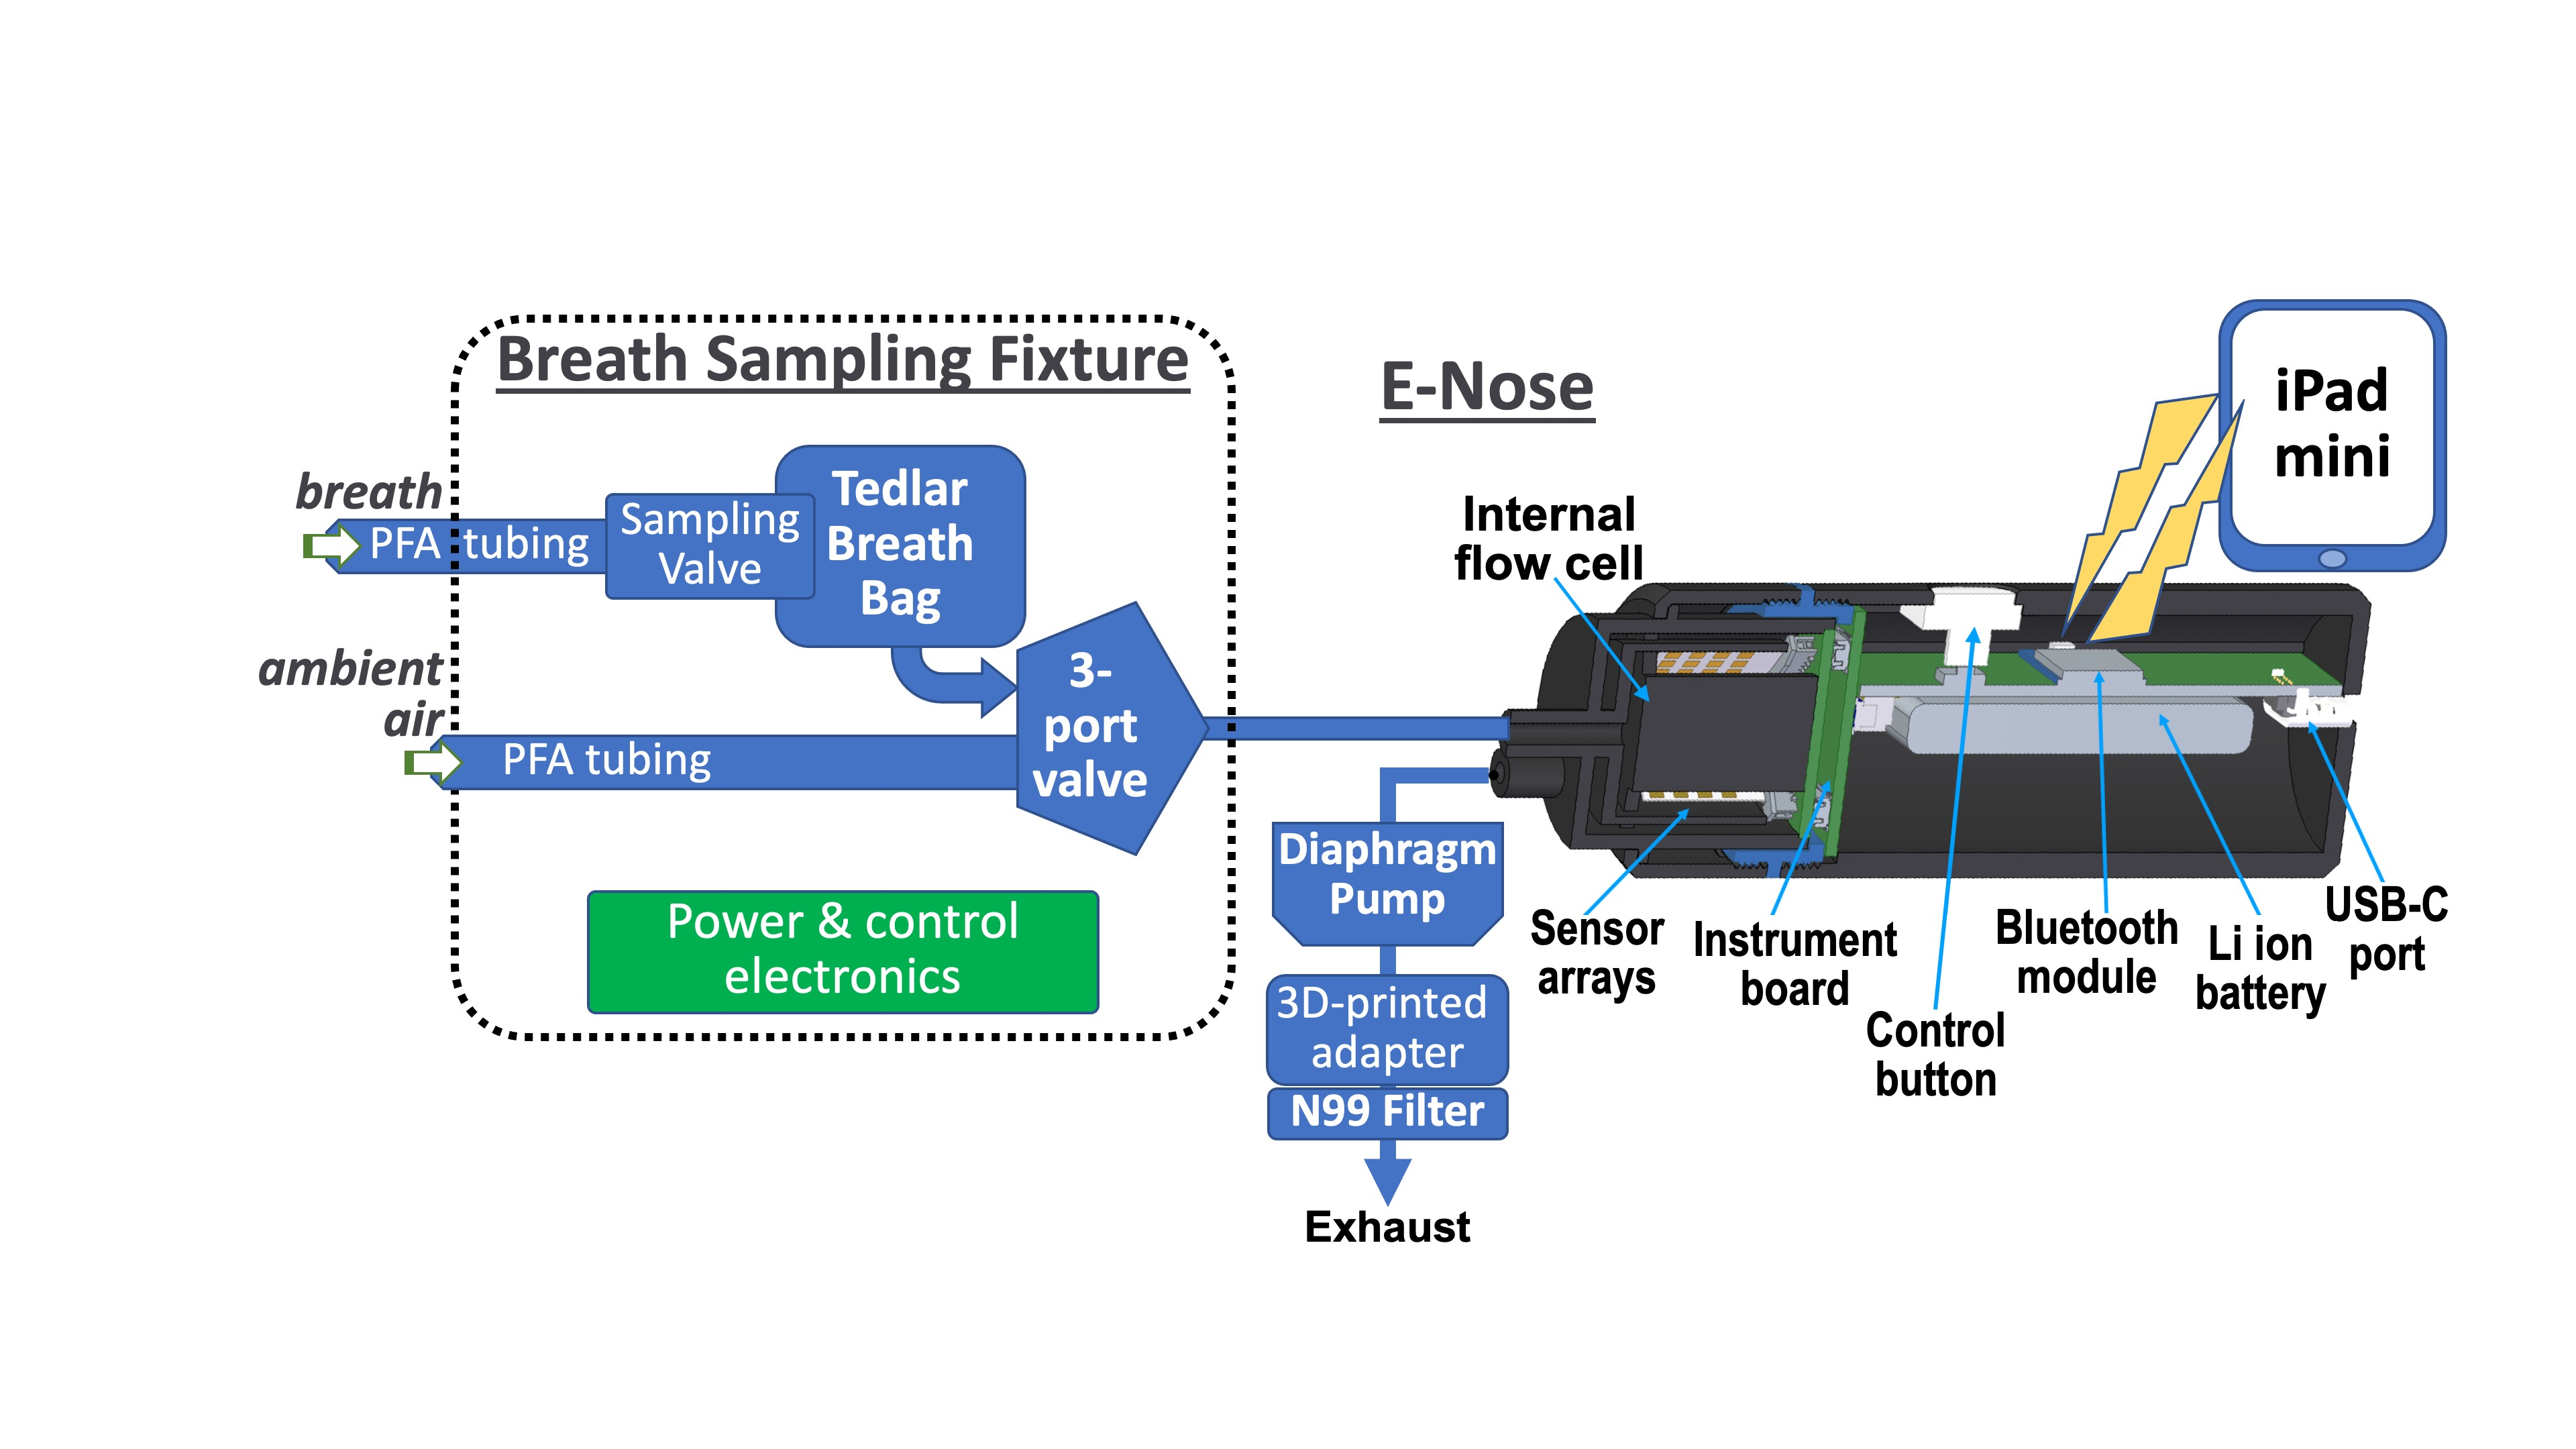 Breath Sampling Fixture
breath
PFA tubing
Sampling
Valve
Tedlar
Breath
Bag
ambient
air
PFA tubing
3-
port
valve
Power & control
electronics
E-Nose
Internal
flow cell
iPad
mini
Diaphragm
Pump
3D-printed
adapter
N99 Filter
Exhaust
Sensor
arrays
Instrument
board
Control
button
Bluetooth
module
Li ion
battery
USB-C
port